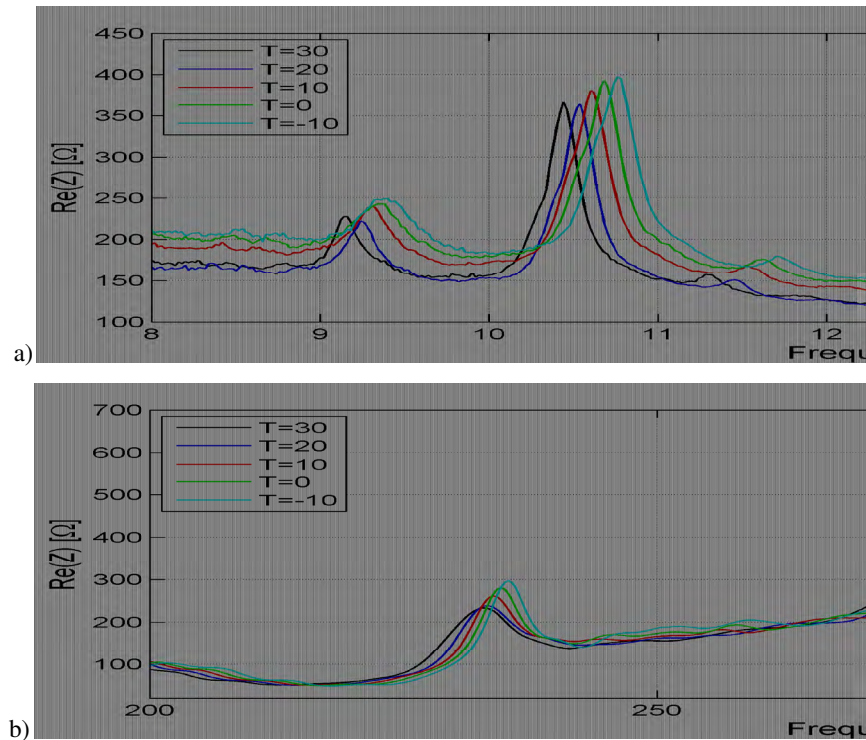 450
400
350
300
250
200
150
100
Re(Z) [Ω]
T=30
T=20
T=10
T=0
T=-10
8 9 10 11 12
Frequ
a)
700
600
500
400
300
200
100
Re(Z) [Ω]
T=30
T=20
T=10
T=0
T=-10
200 250
Frequ
b)